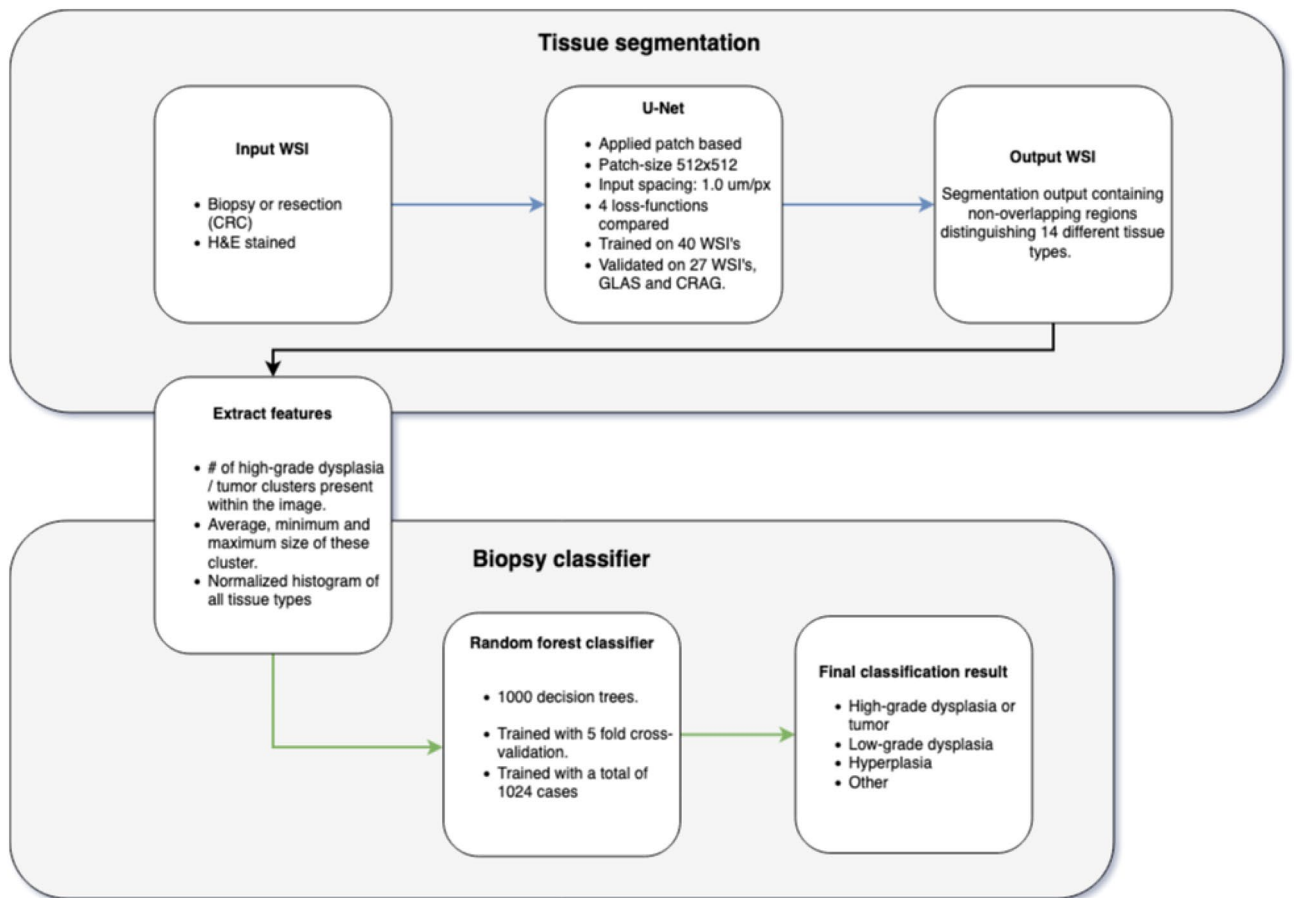 Tissue segmentation
Input WSI
• Biopsy or resection
(CRC)
• H&E stained
U-Net
• Applied patch based
• Patch-size 512x512
• Input spacing: 1.0 um/px
• 4 loss-functions
compared
• Trained on 40 WSI's
• Validated on 27 WSI's,
GLAS and CRAG.
Output WSI
Segmentation output containing
non-overlapping regions
distinguishing 14 different tissue
types.
Extract features
• # of high-grade dysplasia
/ tumor clusters present
within the image.
• Average, minimum and
maximum size of these
cluster.
• Normalized histogram of
all tissue types
Biopsy classifier
Random forest classifier
• 1000 decision trees.
• Trained with 5 fold cross-
validation.
• Trained with a total of
1024 cases
Final classification result
• High-grade dysplasia or
tumor
• Low-grade dysplasia
• Hyperplasia
• Other